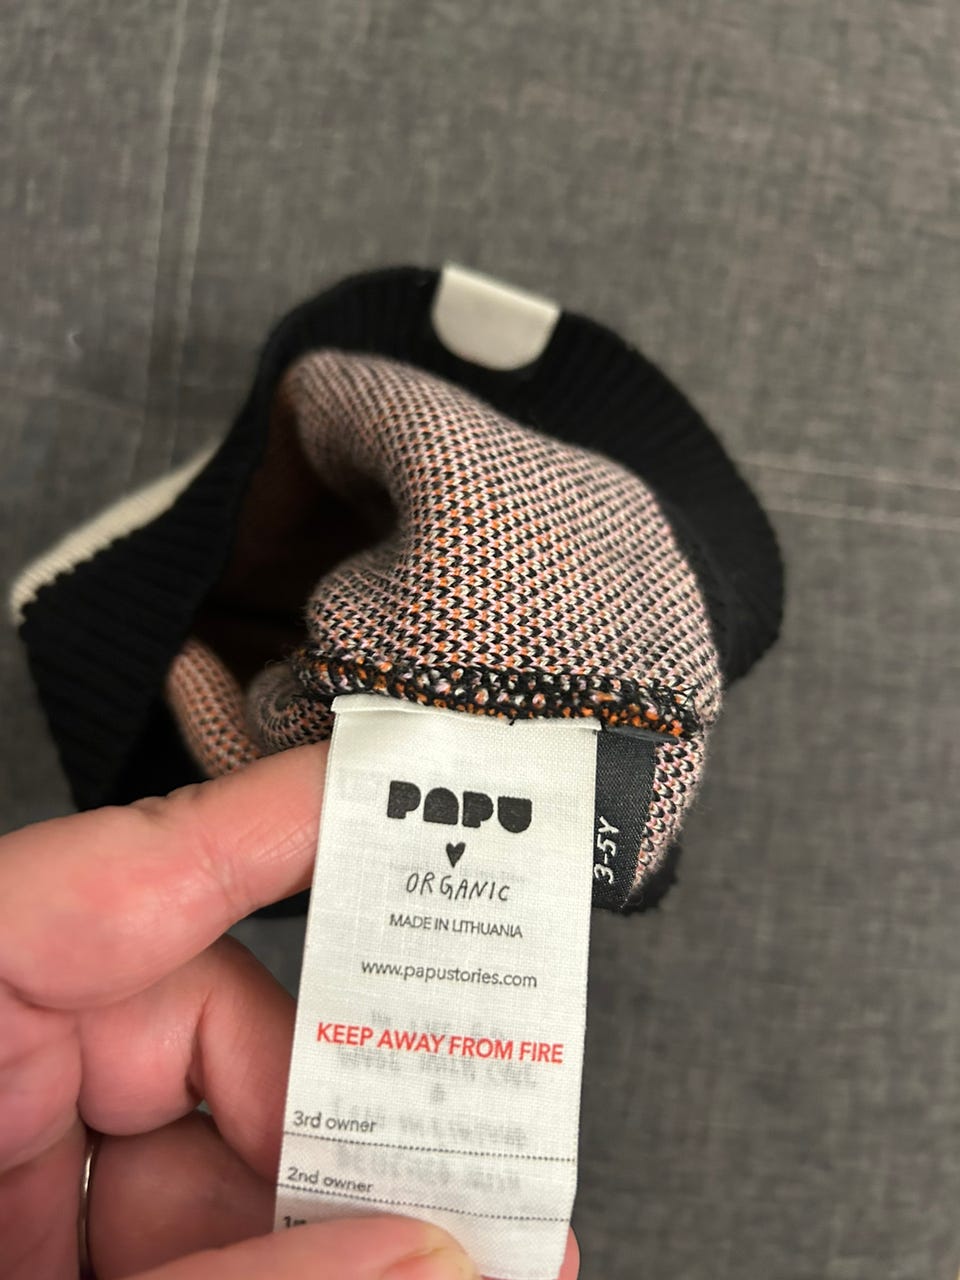 PAPU
ORGANIC
MADE IN LITHUANIA
www.papustories.com
KEEP AWAY FROM FIRE
3rd owner
2nd owner
3-5Y